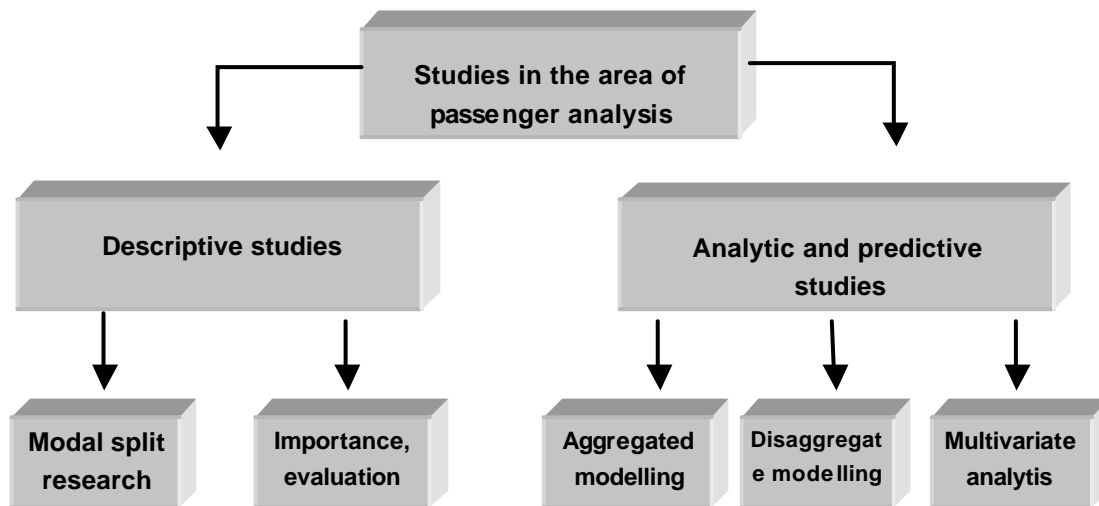 Studies in the area of
passenger analysis
Descriptive studies
Analytic and predictive
studies
Modal split
research
Importance,
evaluation
Aggregated
modelling
Disaggregat
e modelling
Multivariate
analytis